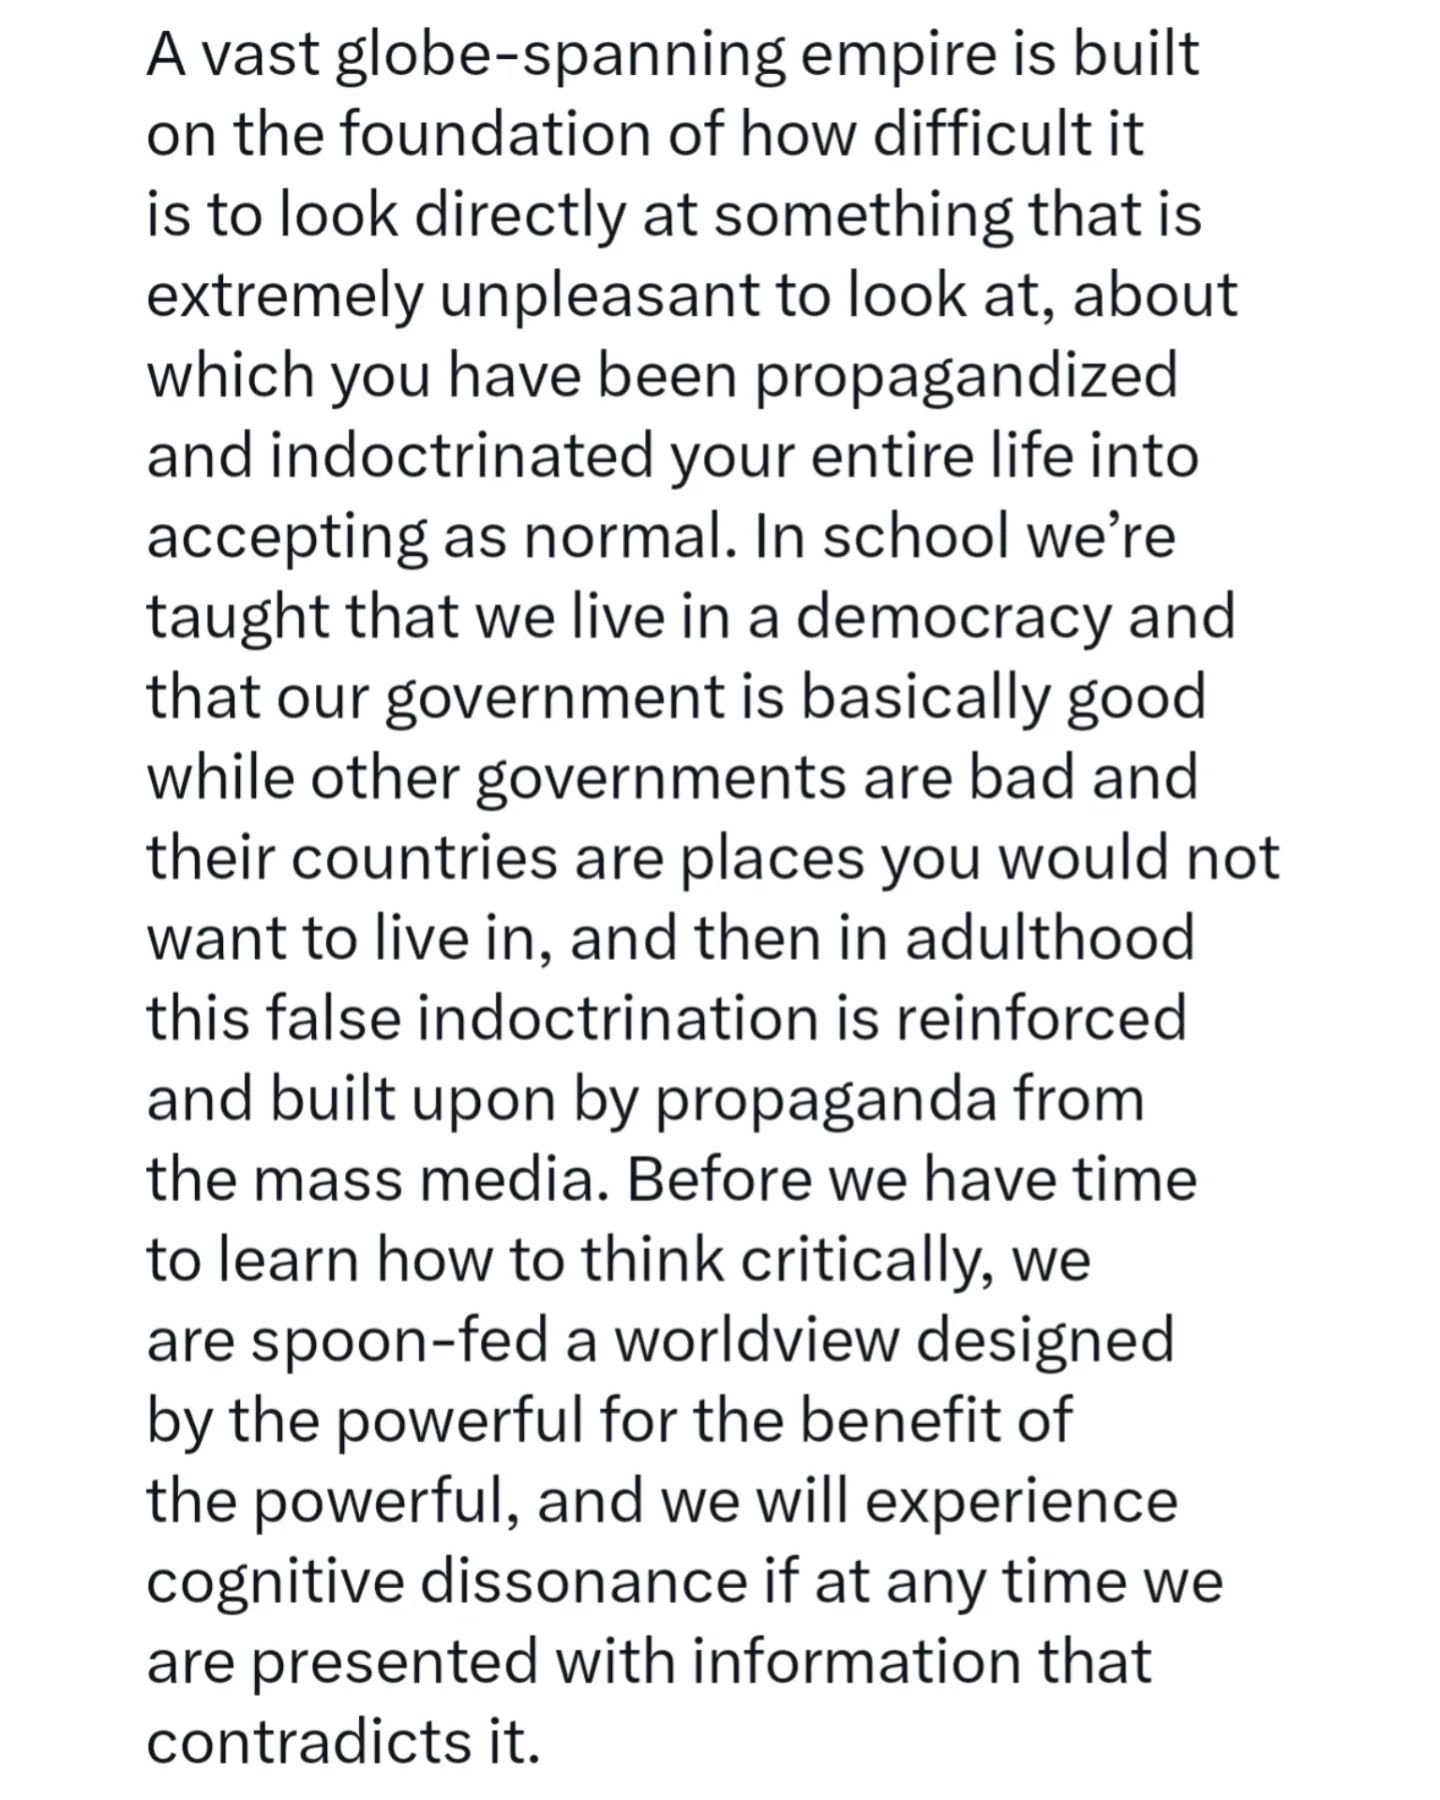 A vast globe-spanning empire is built
on the foundation of how difficult it
is to look directly at something that is
extremely unpleasant to look at, about
which you have been propagandized
and indoctrinated your entire life into
accepting as normal. In school we’re
taught that we live in a democracy and
that our government is basically good
while other governments are bad and
their countries are places you would not
want to live in, and then in adulthood
this false indoctrination is reinforced
and built upon by propaganda from
the mass media. Before we have time
to learn how to think critically, we
are spoon-fed a worldview designed
by the powerful for the benefit of
the powerful, and we will experience
cognitive dissonance if at any time we
are presented with information that
contradicts it.